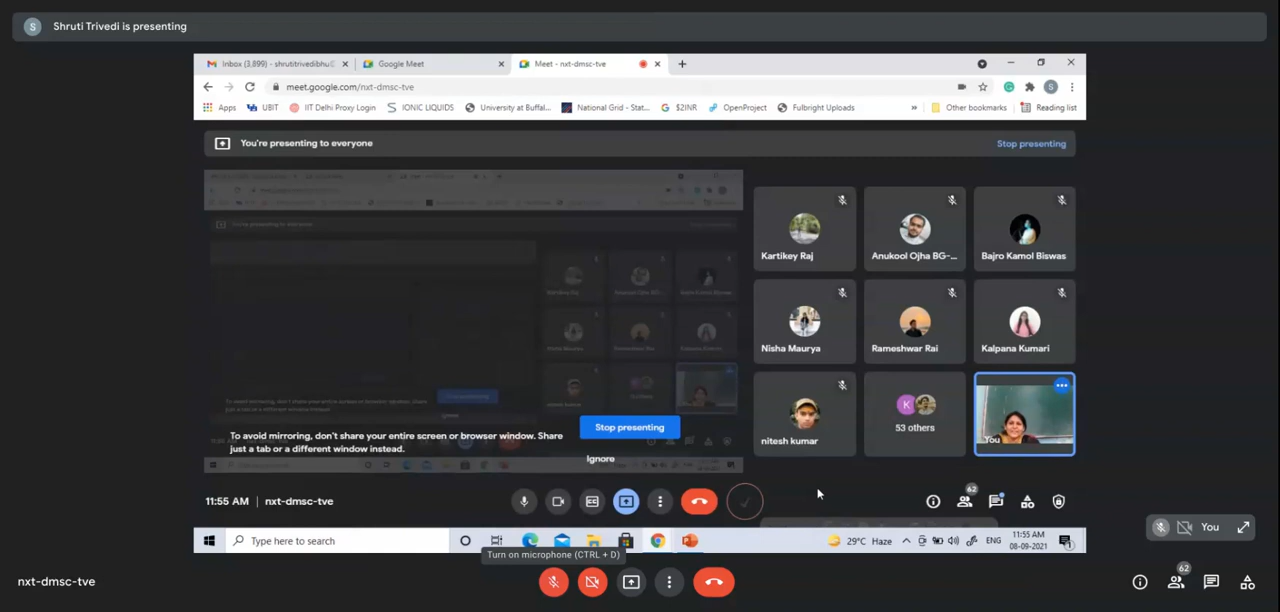 S Shruti Trivedi is presenting
Inbox (3,899) - shrutitrivedibhu Google Meet Meet - nxt-dmsc-tve
meet.google.com/nxt-dmsc-tve S
Apps UBIT IIT Delhi Proxy Login IONIC LIQUIDS University at Buffal... National Grid - Stat... $2INR OpenProject Fulbright Uploads » Other bookmarks Reading list
You're presenting to everyone Stop presenting
Kartikey Raj Anukool Ojha BG-... Bajro Kamol Biswas
Nisha Maurya Rameshwar Rai Kalpana Kumari
K
53 others
nitesh kumar You
To avoid mirroring, don't share your entire screen or browser window. Share
just a tab or a different window instead.
Stop presenting
Ignore
11:55 AM | nxt-dmsc-tve 62
Type here to search 29°C Haze ENG 11:55 AM
08-09-2021
Turn on microphone (CTRL + D)
You
nxt-dmsc-tve 62